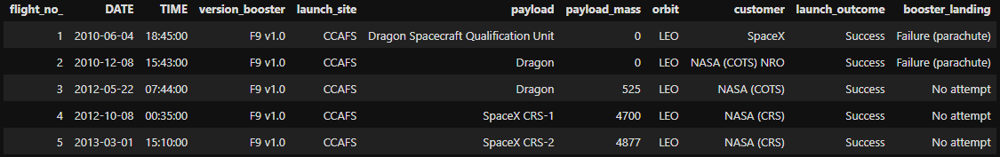 flight_no_ DATE TIME version_booster launch_site payload payload_mass orbit customer launch_outcome booster_landing
1 2010-06-04 18:45:00 F9 v1.0 CCAFS Dragon Spacecraft Qualification Unit 0 LEO SpaceX Success Failure (parachute)
2 2010-12-08 15:43:00 F9 v1.0 CCAFS Dragon 0 LEO NASA (COTS) NRO Success Failure (parachute)
3 2012-05-22 07:44:00 F9 v1.0 CCAFS Dragon 525 LEO NASA (COTS) Success No attempt
4 2012-10-08 00:35:00 F9 v1.0 CCAFS SpaceX CRS-1 4700 LEO NASA (CRS) Success No attempt
5 2013-03-01 15:10:00 F9 v1.0 CCAFS SpaceX CRS-2 4877 LEO NASA (CRS) Success No attempt